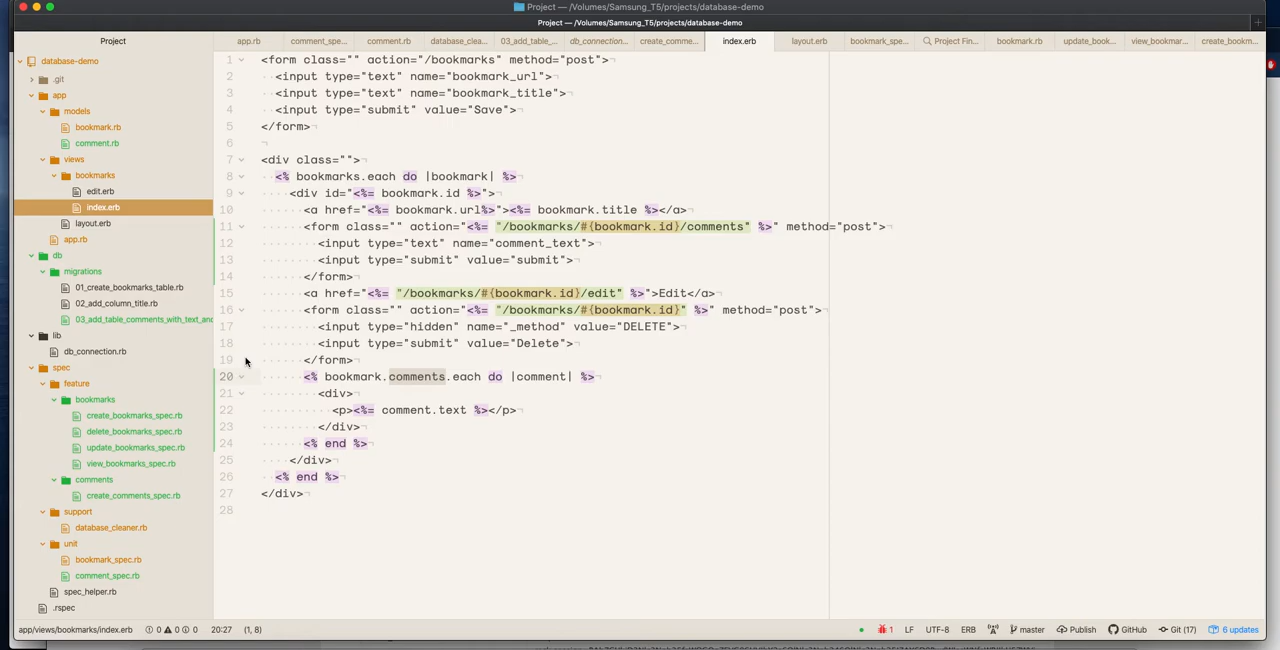 Project — /Volumes/Samsung_T5/projects/database-demo
Project — /Volumes/Samsung_T5/projects/database-demo
Project
app.rb
comment_spe...
comment.rb
database_clea...
03_add_table_...
db_connection...
create_comme...
index.erb
layout.erb
bookmark_spe...
Project Fin...
bookmark.rb
update_book...
view_bookmar...
create_bookm...
database-demo
.git
app
models
bookmark.rb
comment.rb
views
bookmarks
edit.erb
index.erb
layout.erb
app.rb
db
migrations
01_create_bookmarks_table.rb
02_add_column_title.rb
03_add_table_comments_with_text_and
lib
db_connection.rb
spec
feature
bookmarks
create_bookmarks_spec.rb
delete_bookmarks_spec.rb
update_bookmarks_spec.rb
view_bookmarks_spec.rb
comments
create_comments_spec.rb
support
database_cleaner.rb
unit
bookmark_spec.rb
comment_spec.rb
spec_helper.rb
.rspec
1 <form class="" action="/bookmarks" method="post">
2 <input type="text" name="bookmark_url">
3 <input type="text" name="bookmark_title">
4 <input type="submit" value="Save">
5 </form>
6
7 <div class="">
8 <% bookmarks.each do |bookmark| %>
9 <div id="<%= bookmark.id %>">
10 <a href="<%= bookmark.url%>"><%= bookmark.title %></a>
11 <form class="" action="<%= "/bookmarks/#{bookmark.id}/comments" %>" method="post">
12 <input type="text" name="comment_text">
13 <input type="submit" value="submit">
14 </form>
15 <a href="<%= "/bookmarks/#{bookmark.id}/edit" %>">Edit</a>
16 <form class="" action="<%= "/bookmarks/#{bookmark.id}" %>" method="post">
17 <input type="hidden" name="_method" value="DELETE">
18 <input type="submit" value="Delete">
19 </form>
20 <% bookmark.comments.each do |comment| %>
21 <div>
22 <p><%= comment.text %></p>
23 </div>
24 <% end %>
25 </div>
26 <% end %>
27 </div>
28
app/views/bookmarks/index.erb 0 0 0 20:27 (1, 8) 1 LF UTF-8 ERB master Publish GitHub Git (17) 6 updates